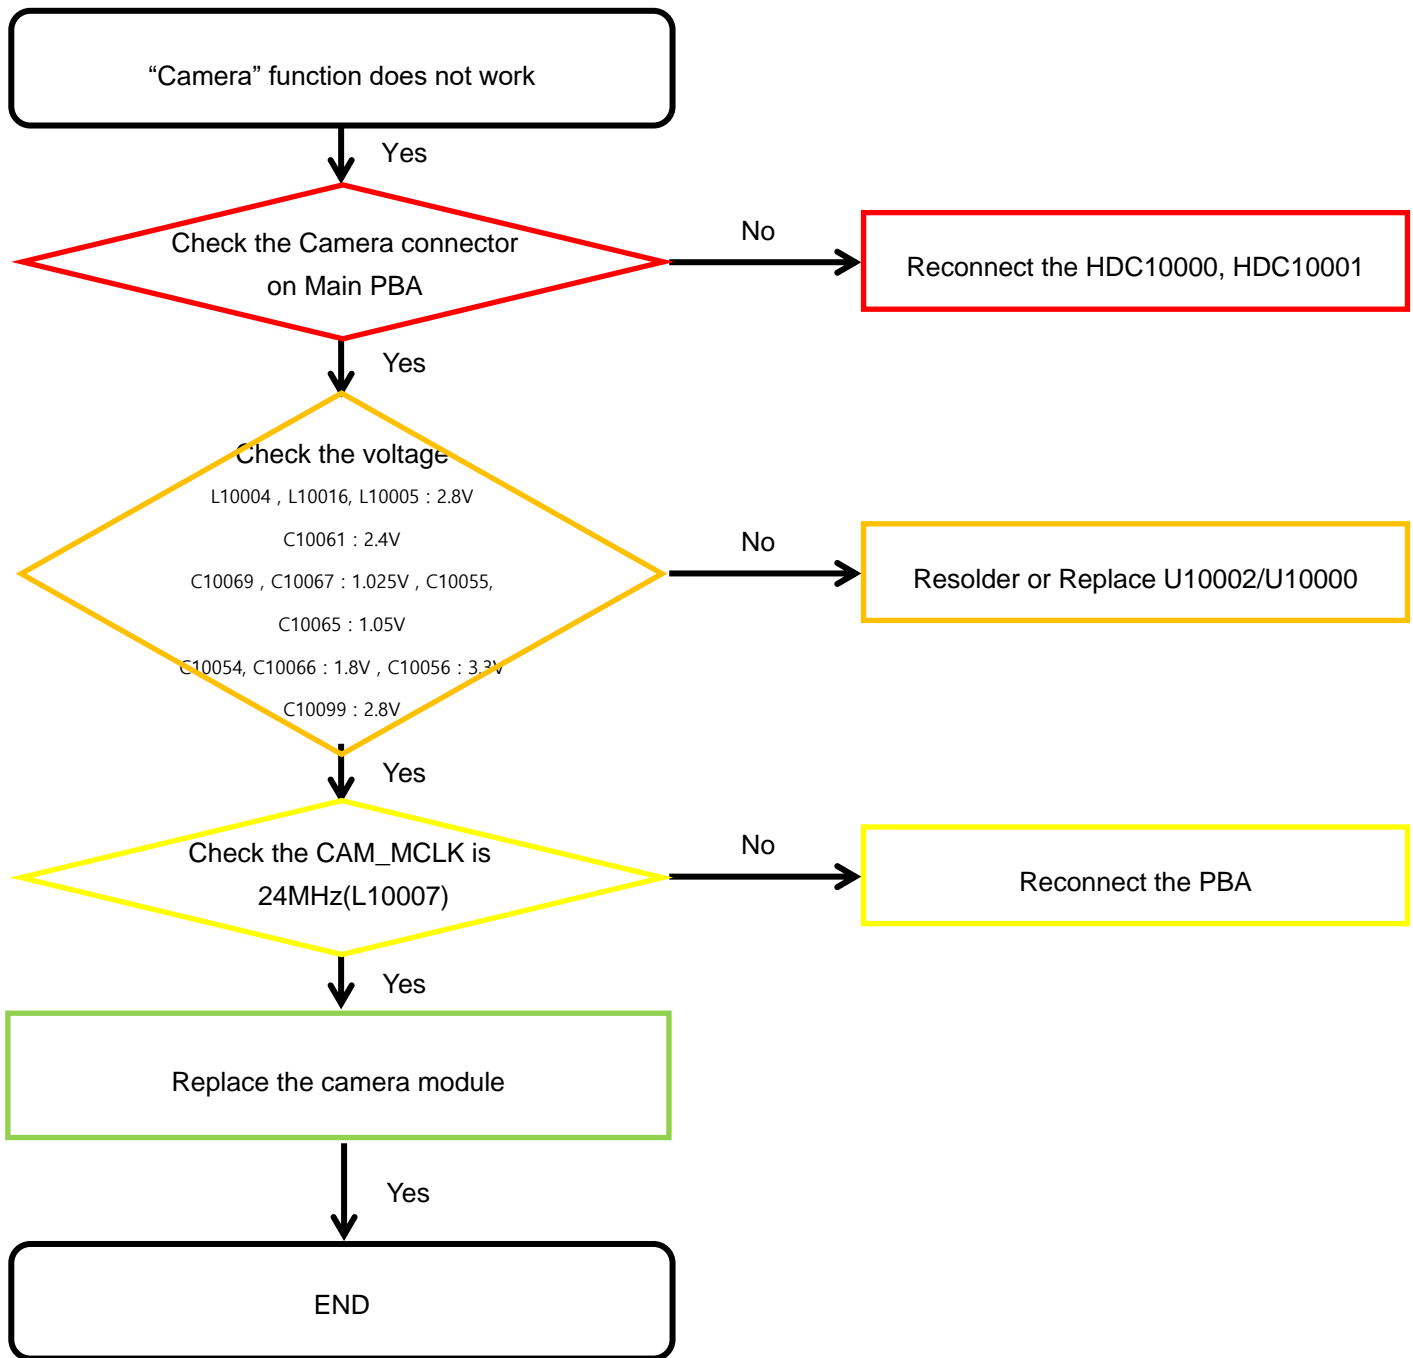 “Camera” function does not work
Yes
Check the Camera connector
on Main PBA
No
Reconnect the HDC10000, HDC10001
Yes
Check the voltage
L10004 , L10016, L10005 : 2.8V
C10061 : 2.4V
C10069 , C10067 : 1.025V , C10055,
C10065 : 1.05V
C10054, C10066 : 1.8V , C10056 : 3.3V
C10099 : 2.8V
No
Resolder or Replace U10002/U10000
Yes
Check the CAM_MCLK is
24MHz(L10007)
No
Reconnect the PBA
Yes
Replace the camera module
Yes
END